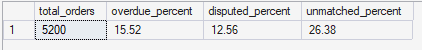 total_orders overdue_percent disputed_percent unmatched_percent
1 5200 15.52 12.56 26.38